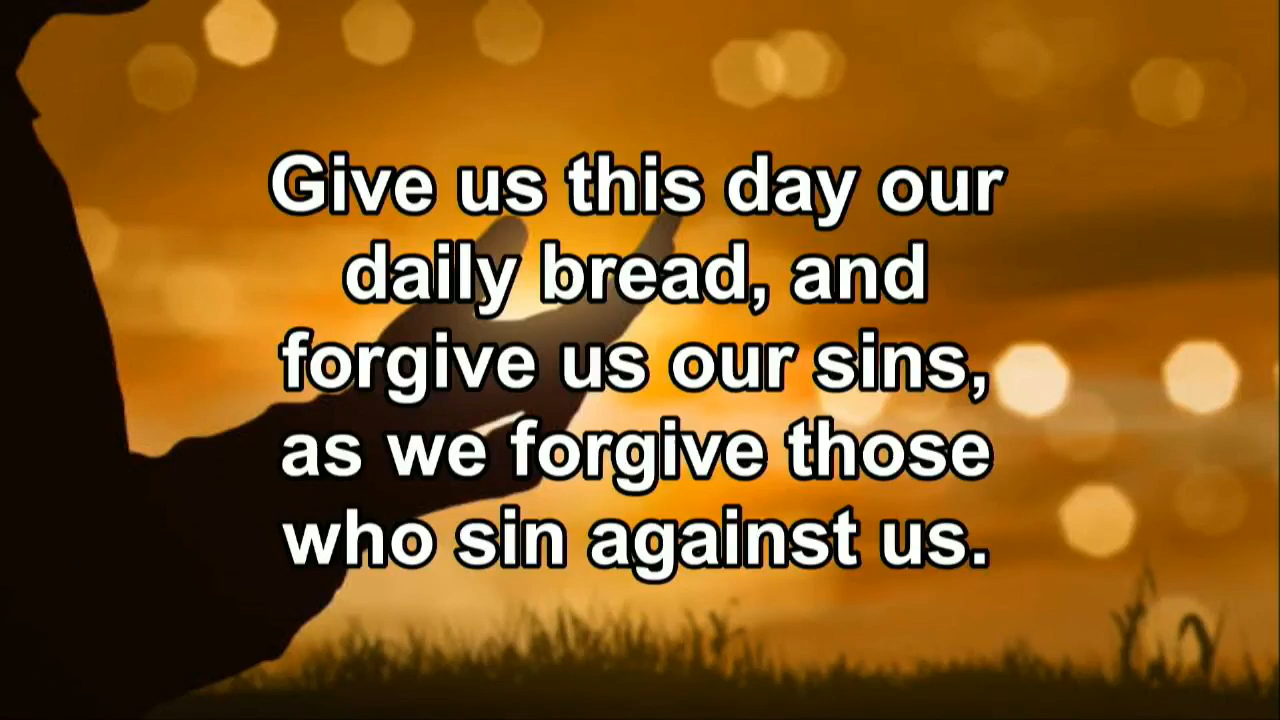 Give us this day our
daily bread, and
forgive us our sins,
as we forgive those
who sin against us.